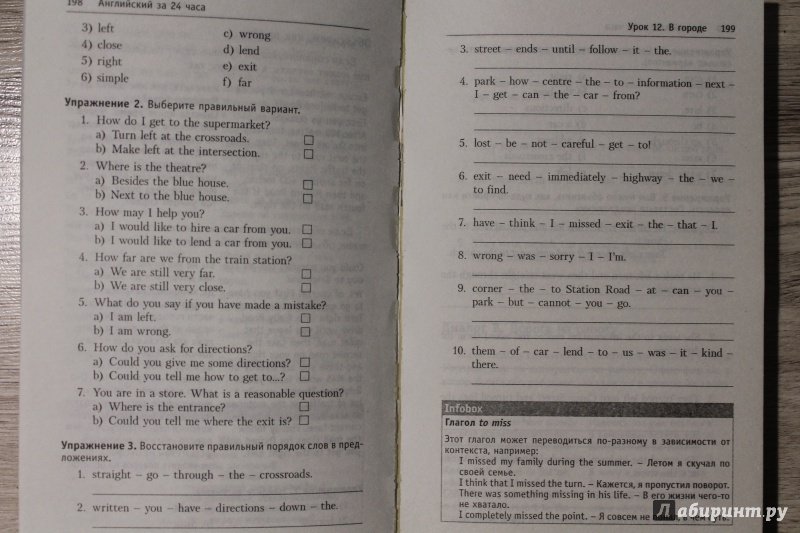 198 Английский за 24 часа
3) left
4) close
5) right
6) simple
c) wrong
d) lend
e) exit
f) far
Упражнение 2. Выберите правильный вариант.
1. How do I get to the supermarket?
a) Turn left at the crossroads.
b) Make left at the intersection.
2. Where is the theatre?
a) Besides the blue house.
b) Next to the blue house.
3. How may I help you?
a) I would like to hire a car from you.
b) I would like to lend a car from you.
4. How far are we from the train station?
a) We are still very far.
b) We are still very close.
5. What do you say if you have made a mistake?
a) I am left.
b) I am wrong.
6. How do you ask for directions?
a) Could you give me some directions?
b) Could you tell me how to get to...?
7. You are in a store. What is a reasonable question?
a) Where is the entrance?
b) Could you tell me where the exit is?
Упражнение 3. Восстановите правильный порядок слов в пред-
ложениях.
1. straight – go – through – the – crossroads.
2. written – you – have – directions – down – the.
Урок 12. В городе 199
3. street – ends – until – follow – it – the.
4. park – how – centre – the – to – information – next –
I – get – can – the – car – from?
5. lost – be – not – careful – get – to!
6. exit – need – immediately – highway – the – we –
to find.
7. have – think – I – missed – exit – the – that – I.
8. wrong – was – sorry – I – I'm.
9. corner – the – to Station Road – at – can – you –
park – but – cannot – you – go.
10. them – of – car – lend – to – us – was – it – kind –
there.
Infobox
Глагол to miss
Этот глагол может переводиться по-разному в зависимости от
контекста, например:
I missed my family during the summer. – Летом я скучал по
своей семье.
I think that I missed the turn. – Кажется, я пропустил поворот.
There was something missing in his life. – В его жизни чего-то
не хватало.
I completely missed the point. – Я совсем не понял, в чем суть.
Лабиринт.ру